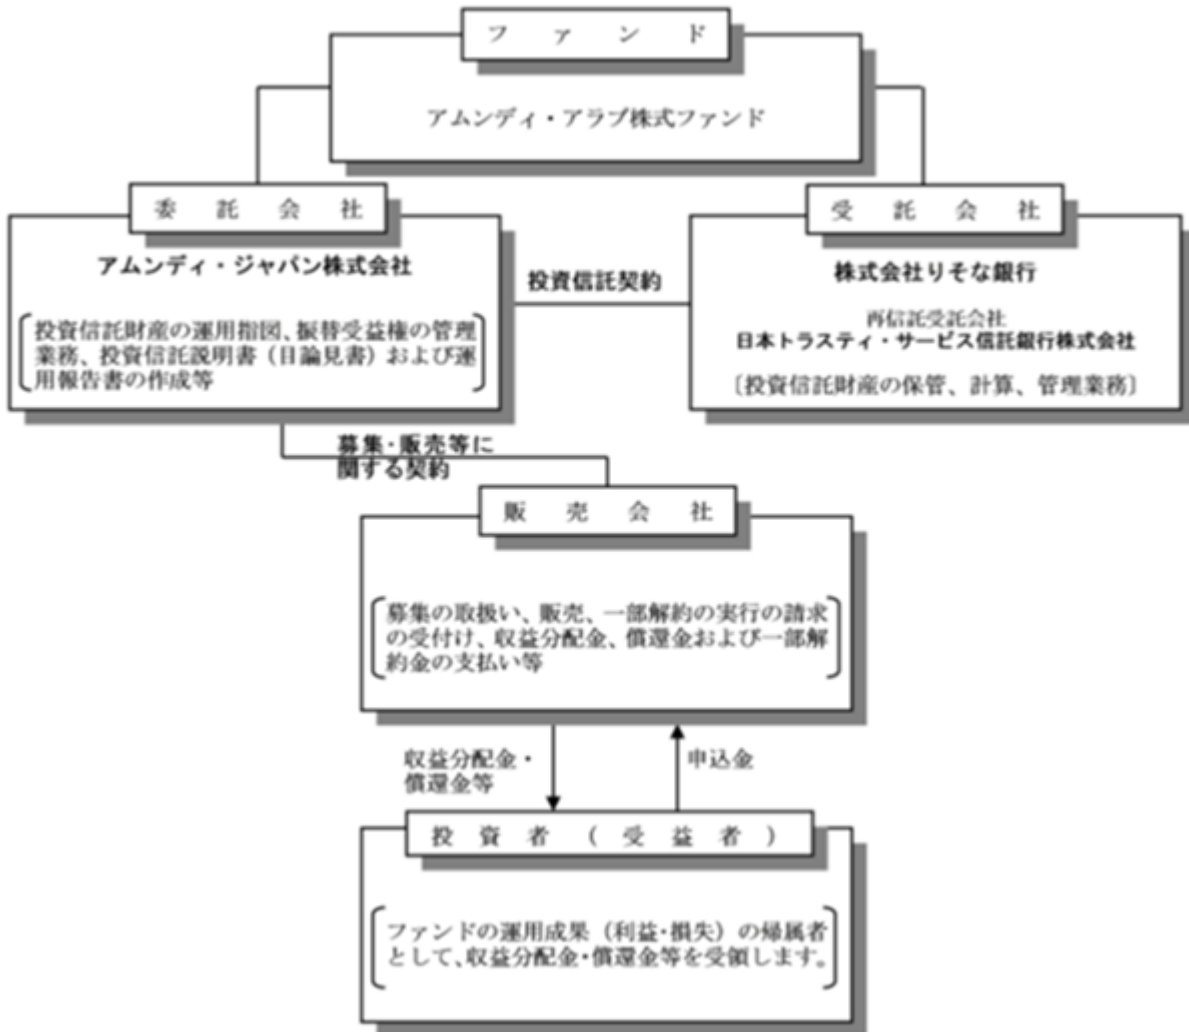 ファンド
アムンディ・アラブ株式ファンド
委託会社
アムンディ・ジャパン株式会社
投資信託財産の運用指図、振替受益権の管理
業務、投資信託説明書（目論見書）および運
用報告書の作成等
投資信託契約
受託会社
株式会社りそな銀行
再信託受託会社
日本トラスティ・サービス信託銀行株式会社
〔投資信託財産の保管、計算、管理業務〕
募集・販売等に
関する契約
販売会社
募集の取扱い、販売、一部解約の実行の請求
の受付け、収益分配金、償還金および一部解
約金の支払い等
収益分配金・
償還金等
申込金
投資者（受益者）
ファンドの運用成果（利益・損失）の帰属者
として、収益分配金・償還金等を受領します。